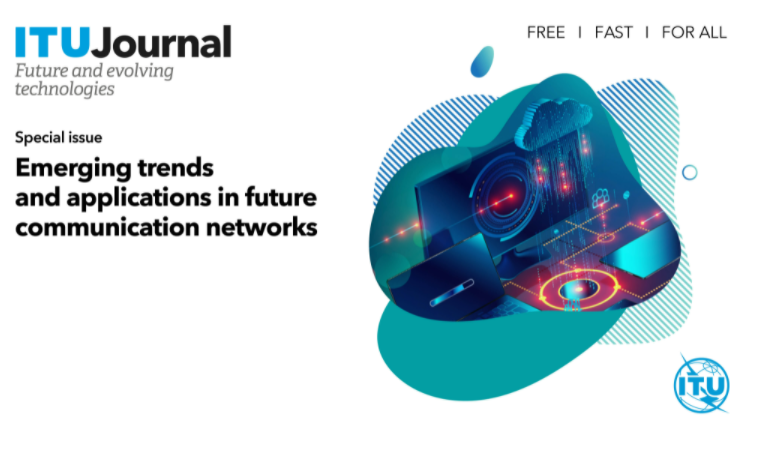 ITUJournal
Future and evolving
technologies
FREE I FAST I FOR ALL
Special issue
Emerging trends
and applications in future
communication networks
ITU